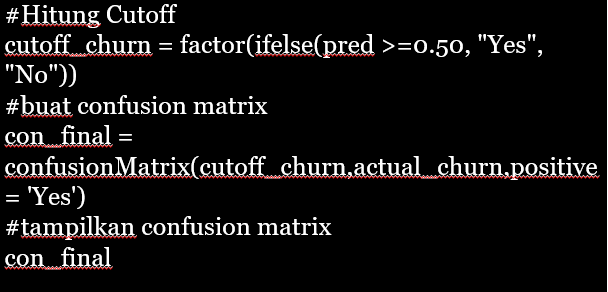 #Hitung Cutoff
cutoff_churn = factor(ifelse(pred >=0.50, "Yes",
"No"))
#buat confusion matrix
con_final =
confusionMatrix(cutoff_churn,actual_churn,positive
= 'Yes')
#tampilkan confusion matrix
con_final